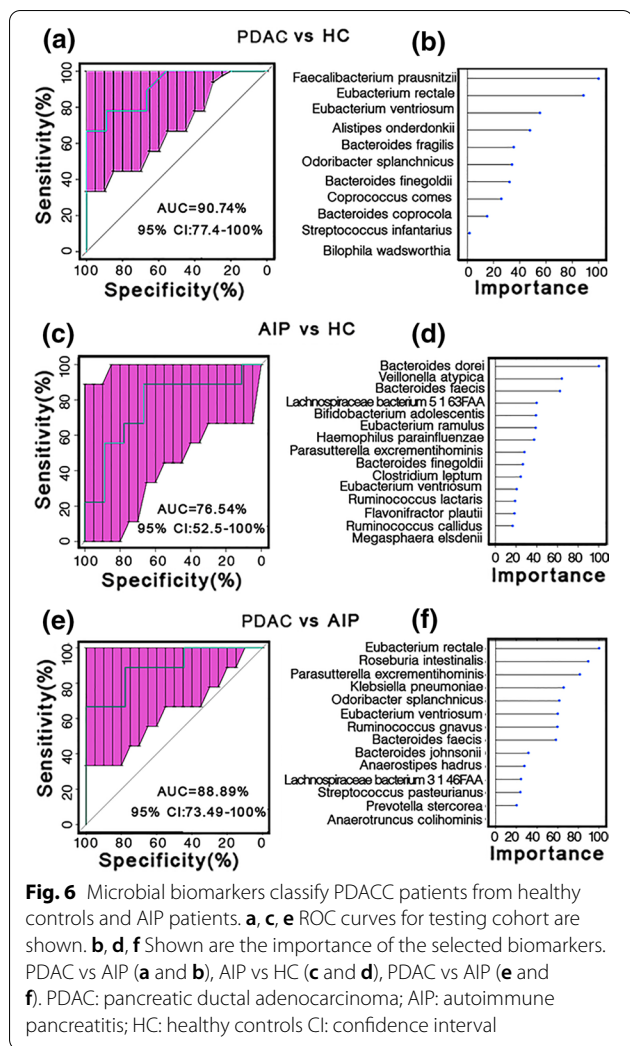 (a) PDAC vs HC (b)
100
80
60
40
20
0
Sensitivity(%)
AUC=90.74%
95% CI:77.4-100%
100 80 60 40 20 0
Specificity(%)
Faecalibacterium prausnitzii
Eubacterium rectale
Eubacterium ventriosum
Alistipes onderdonkii
Bacteroides fragilis
Odoribacter splanchnicus
Bacteroides finegoldii
Coprococcus comes
Bacteroides coprocola
Streptococcus infantarius
Bilophila wadsworthia
0 20 40 60 80 100
Importance
(c) AIP vs HC (d)
100
80
60
40
20
0
Sensitivity(%)
AUC=76.54%
95% CI:52.5-100%
100 80 60 40 20 0
Specificity(%)
Bacteroides dorei
Veillonella atypica
Bacteroides faecis
Lachnospiraceae bacterium 5 1 63FAA
Bifidobacterium adolescentis
Eubacterium ramulus
Haemophilus parainfluenzae
Parasutterella excrementihominis
Bacteroides finegoldii
Clostridium leptum
Eubacterium ventriosum
Ruminococcus lactaris
Flavonifractor plautii
Ruminococcus callidus
Megasphaera elsdenii
0 20 40 60 80 100
Importance
(e) PDAC vs AIP (f)
100
80
60
40
20
0
Sensitivity(%)
AUC=88.89%
95% CI:73.49-100%
100 80 60 40 20 0
Specificity(%)
Eubacterium rectale
Roseburia intestinalis
Parasutterella excrementihominis
Klebsiella pneumoniae
Odoribacter splanchnicus
Eubacterium ventriosum
Ruminococcus gnavus
Bacteroides faecis
Bacteroides johnsonii
Anaerostipes hadrus
Lachnospiraceae bacterium 3 1 46FAA
Streptococcus pasteurianus
Prevotella stercorea
Anaerotruncus colihominis
0 20 40 60 80 100
Importance
Fig. 6 Microbial biomarkers classify PDACC patients from healthy
controls and AIP patients. a, c, e ROC curves for testing cohort are
shown. b, d, f Shown are the importance of the selected biomarkers.
PDAC vs AIP (a and b), AIP vs HC (c and d), PDAC vs AIP (e and
f). PDAC: pancreatic ductal adenocarcinoma; AIP: autoimmune
pancreatitis; HC: healthy controls CI: confidence interval